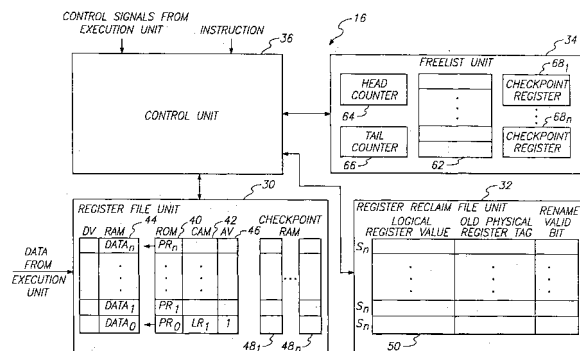 CONTROL SIGNALS FROM
EXECUTION UNIT
INSTRUCTION
36
16
34
CONTROL UNIT
FREELIST UNIT
68₁
HEAD
COUNTER
64
CHECKPOINT
REGISTER
68n
TAIL
COUNTER
66
62
CHECKPOINT
REGISTER
30
REGISTER FILE UNIT
44 40 42
DV RAM ROM CAM AV
46
CHECKPOINT
RAM
DATAn PRn
DATA
FROM
EXECUTION
UNIT
DATA₁ PR₁
DATA₀ PR₀ LR₁ 1
48₁ 48n
32
REGISTER RECLAIM FILE UNIT
LOGICAL
REGISTER VALUE
OLD PHYSICAL
REGISTER TAG
RENAME
VALID
BIT
Sn
Sn
Sn
50